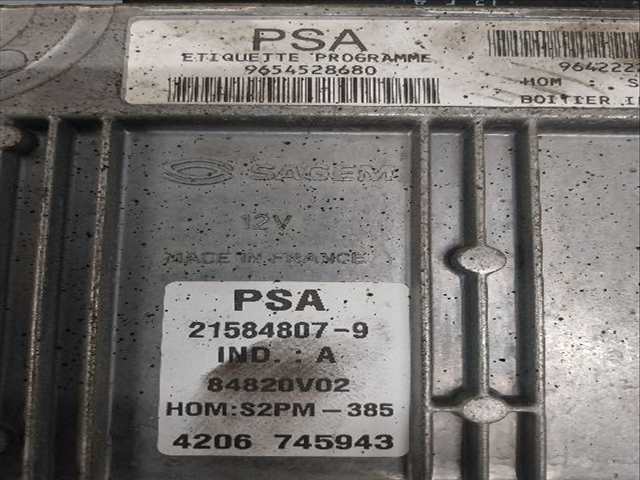 PSA
ETIQUETTE PROGRAMME
9654528680
HOM : S
BOITIER
SAGEM
12V
MADE IN FRANCE
PSA
21584807-9
IND. : A
84820V02
HOM:S2PM-385
4206 745943